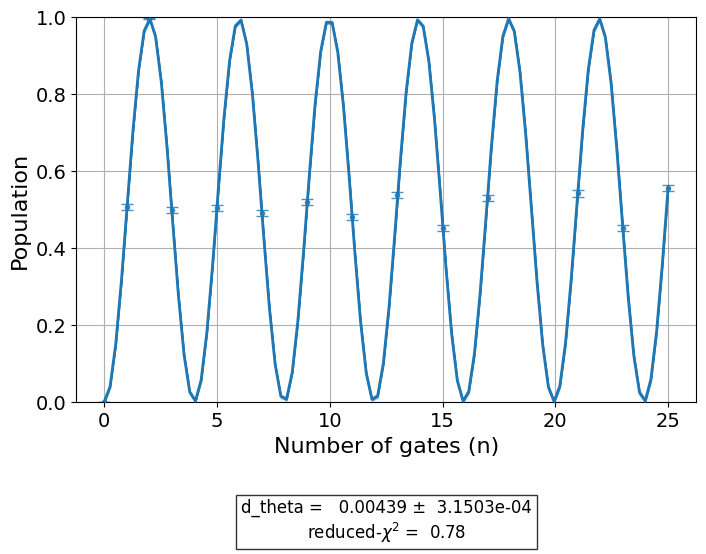 1.0
0.8
0.6
0.4
0.2
0.0
Population
0 5 10 15 20 25
Number of gates (n)
d_theta = 0.00439 ± 3.1503e-04
reduced-χ² = 0.78